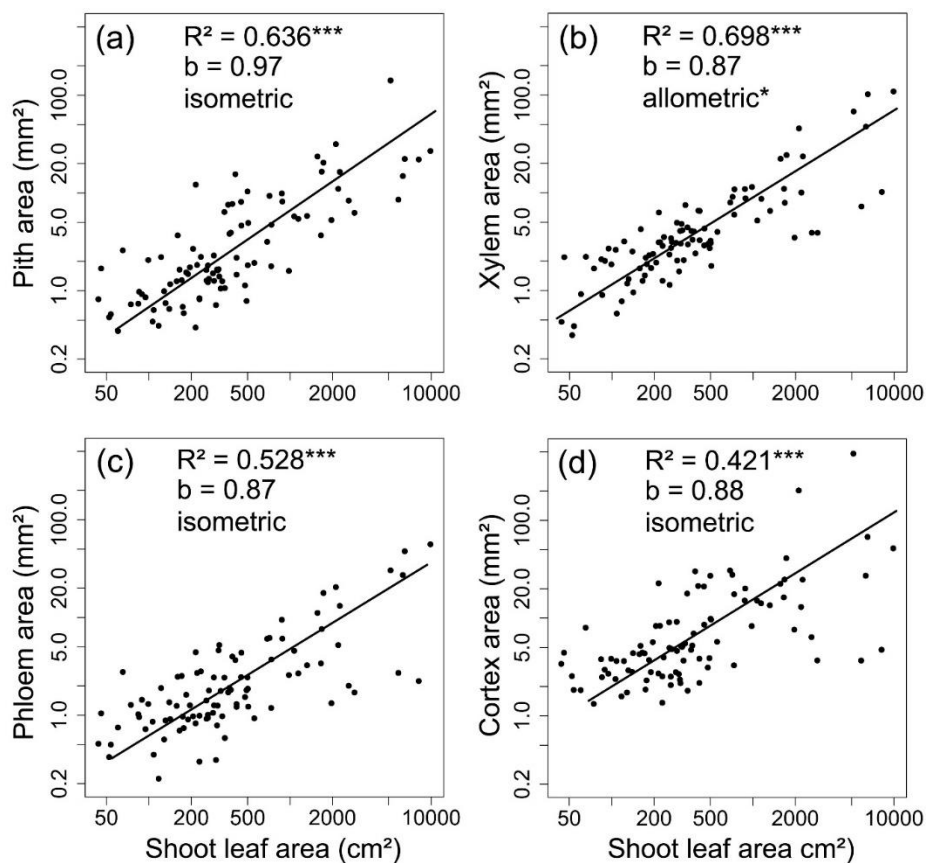 (a)
R² = 0.636***
b = 0.97
isometric
Pith area (mm²)
100.0
20.0
5.0
1.0
0.2
50
200
500
2000
10000
(b)
R² = 0.698***
b = 0.87
allometric*
Xylem area (mm²)
100.0
20.0
5.0
1.0
0.2
50
200
500
2000
10000
(c)
R² = 0.528***
b = 0.87
isometric
Phloem area (mm²)
100.0
20.0
5.0
1.0
0.2
50
200
500
2000
10000
Shoot leaf area (cm²)
(d)
R² = 0.421***
b = 0.88
isometric
Cortex area (mm²)
100.0
20.0
5.0
1.0
0.2
50
200
500
2000
10000
Shoot leaf area cm²)